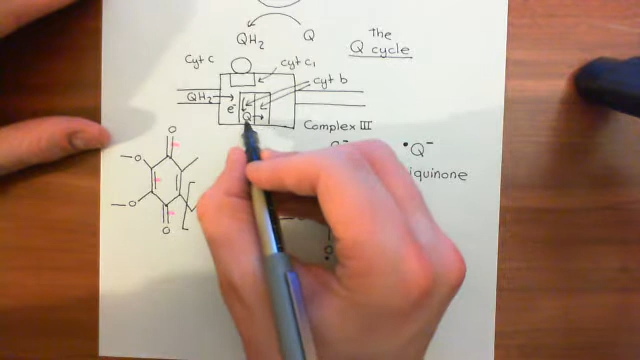 QH2 Q
The
Q cycle
Cyt C
cyt c1
cyt b
QH2
e-
Q
Complex III
•Q-
iquinone
O
O
O
O
O